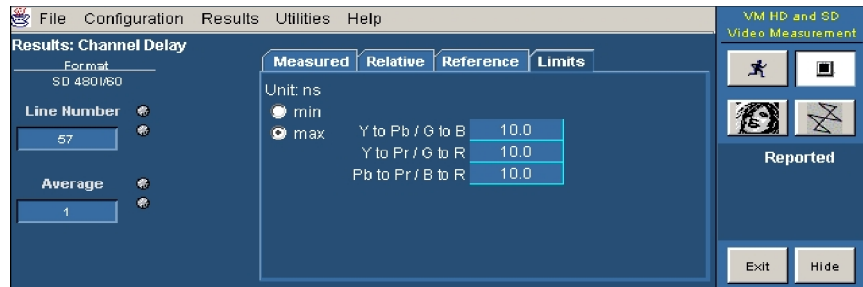 File Configuration Results Utilities Help
VM HD and SD
Video Measurement
Results: Channel Delay
Format
SD 480I/60
Line Number
57
Average
1
Measured Relative Reference Limits
Unit: ns
min
max
Y to Pb / G to B 10.0
Y to Pr / G to R 10.0
Pb to Pr / B to R 10.0
Reported
Exit Hide